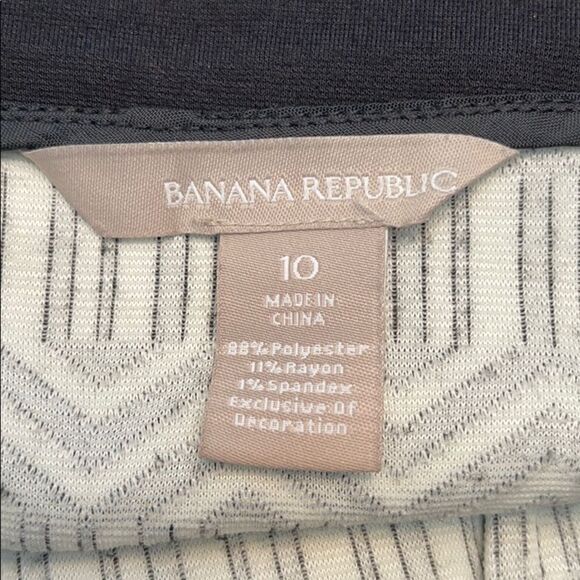 BANANA REPUBLIC
10
MADE IN
CHINA
88% Polyester
11% Rayon
1% Spandex
Exclusive Of
Decoration